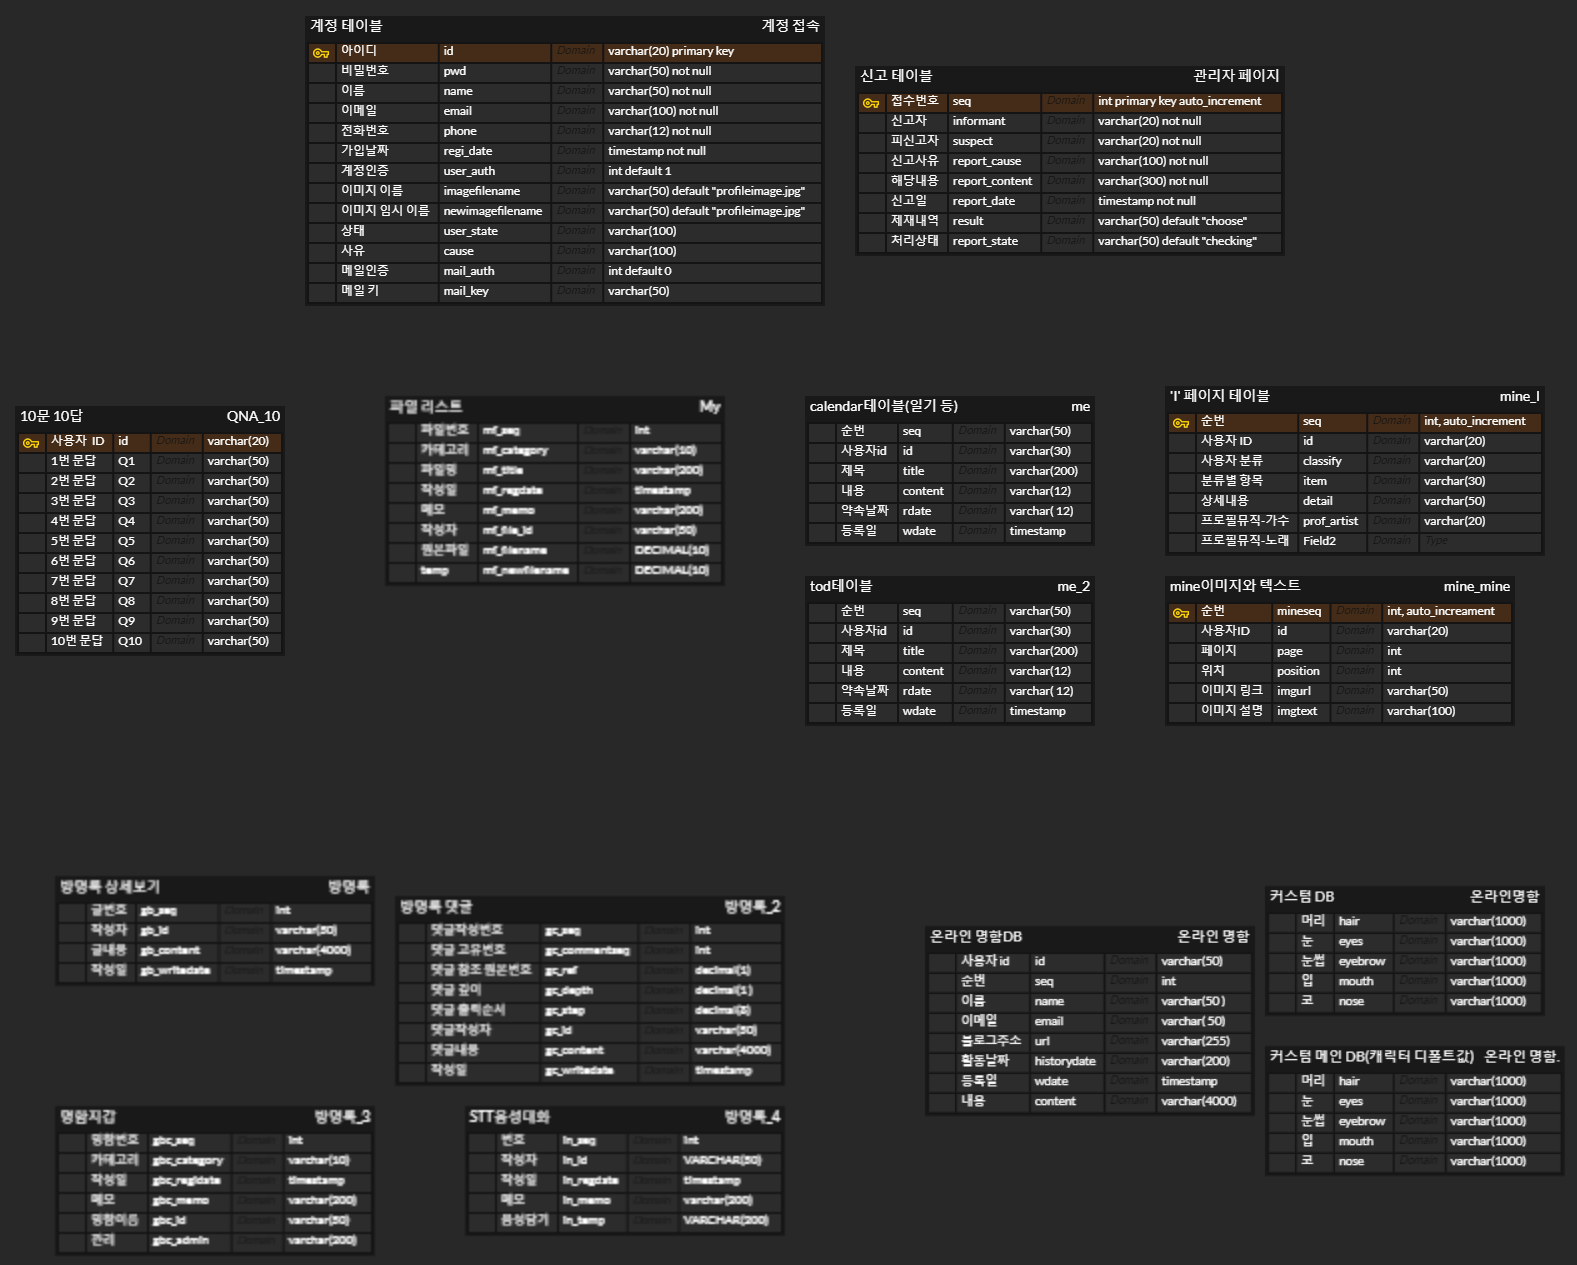 계정 테이블 계정 접속
아이디 id Domain varchar(20) primary key
비밀번호 pwd Domain varchar(50) not null
이름 name Domain varchar(50) not null
이메일 email Domain varchar(100) not null
전화번호 phone Domain varchar(12) not null
가입날짜 regi_date Domain timestamp not null
계정인증 user_auth Domain int default 1
이미지 이름 imagefilename Domain varchar(50) default "profileimage.jpg"
이미지 임시 이름 newimagefilename Domain varchar(50) default "profileimage.jpg"
상태 user_state Domain varchar(100)
사유 cause Domain varchar(100)
메일인증 mail_auth Domain int default 0
메일 키 mail_key Domain varchar(50)
신고 테이블 관리자 페이지
접수번호 seq Domain int primary key auto_increment
신고자 informant Domain varchar(20) not null
피신고자 suspect Domain varchar(20) not null
신고사유 report_cause Domain varchar(100) not null
해당내용 report_content Domain varchar(300) not null
신고일 report_date Domain timestamp not null
제재내역 result Domain varchar(50) default "choose"
처리상태 report_state Domain varchar(50) default "checking"
10문 10답 QNA_10
사용자 ID id Domain varchar(20)
1번 문답 Q1 Domain varchar(50)
2번 문답 Q2 Domain varchar(50)
3번 문답 Q3 Domain varchar(50)
4번 문답 Q4 Domain varchar(50)
5번 문답 Q5 Domain varchar(50)
6번 문답 Q6 Domain varchar(50)
7번 문답 Q7 Domain varchar(50)
8번 문답 Q8 Domain varchar(50)
9번 문답 Q9 Domain varchar(50)
10번 문답 Q10 Domain varchar(50)
파일 리스트 My
파일번호 mf_seq Domain int
카테고리 mf_category Domain varchar(10)
파일명 mf_title Domain varchar(200)
작성일 mf_regdate Domain timestamp
메모 mf_memo Domain varchar(200)
작성자 mf_file_id Domain varchar(50)
원본파일 mf_filename Domain DECIMAL(10)
temp mf_newfilename Domain DECIMAL(10)
calendar테이블(일기 등) me
순번 seq Domain varchar(50)
사용자id id Domain varchar(30)
제목 title Domain varchar(200)
내용 content Domain varchar(12)
약속날짜 rdate Domain varchar( 12)
등록일 wdate Domain timestamp
tod테이블 me_2
순번 seq Domain varchar(50)
사용자id id Domain varchar(30)
제목 title Domain varchar(200)
내용 content Domain varchar(12)
약속날짜 rdate Domain varchar( 12)
등록일 wdate Domain timestamp
'I' 페이지 테이블 mine_I
순번 seq Domain int, auto_increment
사용자 ID id Domain varchar(20)
사용자 분류 classify Domain varchar(20)
분류별 항목 item Domain varchar(30)
상세내용 detail Domain varchar(50)
프로필뮤직-가수 prof_artist Domain varchar(20)
프로필뮤직-노래 Field2 Domain Type
mine이미지와 텍스트 mine_mine
순번 mineseq Domain int, auto_increament
사용자ID id Domain varchar(20)
페이지 page Domain int
위치 position Domain int
이미지 링크 imgurl Domain varchar(50)
이미지 설명 imgtext Domain varchar(100)
방명록 상세보기 방명록
글번호 gb_seq Domain int
작성자 gb_id Domain varchar(50)
글내용 gb_content Domain varchar(4000)
작성일 gb_writedate Domain timestamp
방명록 댓글 방명록_2
댓글작성번호 gc_seq Domain int
댓글 고유번호 gc_commentseq Domain int
댓글 참조 원본번호 gc_ref Domain decimal(1)
댓글 깊이 gc_depth Domain decimal(1)
댓글 출력순서 gc_step Domain
댓글작성자 gc_id Domain varchar(50)
댓글내용 gc_content Domain varchar(4000)
작성일 gc_writedate Domain timestamp
명함지갑 방명록_3
명함번호 gbc_seq Domain int
카테고리 gbc_category Domain varchar(10)
작성일 gbc_regidate Domain timestamp
메모 gbc_memo Domain varchar(200)
명함이름 gbc_id Domain varchar(50)
관리 gbc_admin Domain varchar(200)
STT음성대화 방명록_4
번호 in_seq Domain int
작성자 in_id Domain VARCHAR(50)
작성일 in_regdate Domain timestamp
메모 in_memo Domain varchar(200)
음성담기 in_temp Domain VARCHAR(200)
온라인 명함DB 온라인 명함
사용자 id id Domain varchar(50)
순번 seq Domain int
이름 name Domain varchar(50 )
이메일 email Domain varchar( 50)
블로그주소 url Domain varchar(255)
활동날짜 historydate Domain varchar(200)
등록일 wdate Domain timestamp
내용 content Domain varchar(4000)
커스텀 DB 온라인명함
머리 hair Domain varchar(1000)
눈 eyes Domain varchar(1000)
눈썹 eyebrow Domain varchar(1000)
입 mouth Domain varchar(1000)
코 nose Domain varchar(1000)
커스텀 메인 DB(캐릭터 디폴트값) 온라인 명함.
머리 hair Domain varchar(1000)
눈 eyes Domain varchar(1000)
눈썹 eyebrow Domain varchar(1000)
입 mouth Domain varchar(1000)
코 nose Domain varchar(1000)